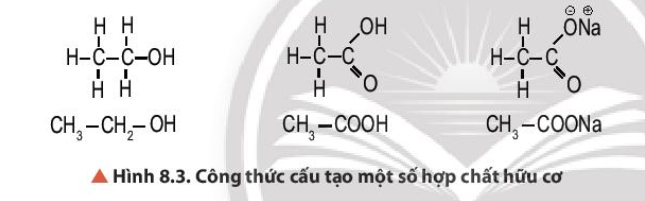 H H
H–C–C–OH
H H
CH₃–CH₂–OH
H OH
H–C–C
H O
CH₃–COOH
H ⊖ ⊕
ONa
H–C–C
H O
CH₃–COONa
▲ Hình 8.3. Công thức cấu tạo một số hợp chất hữu cơ